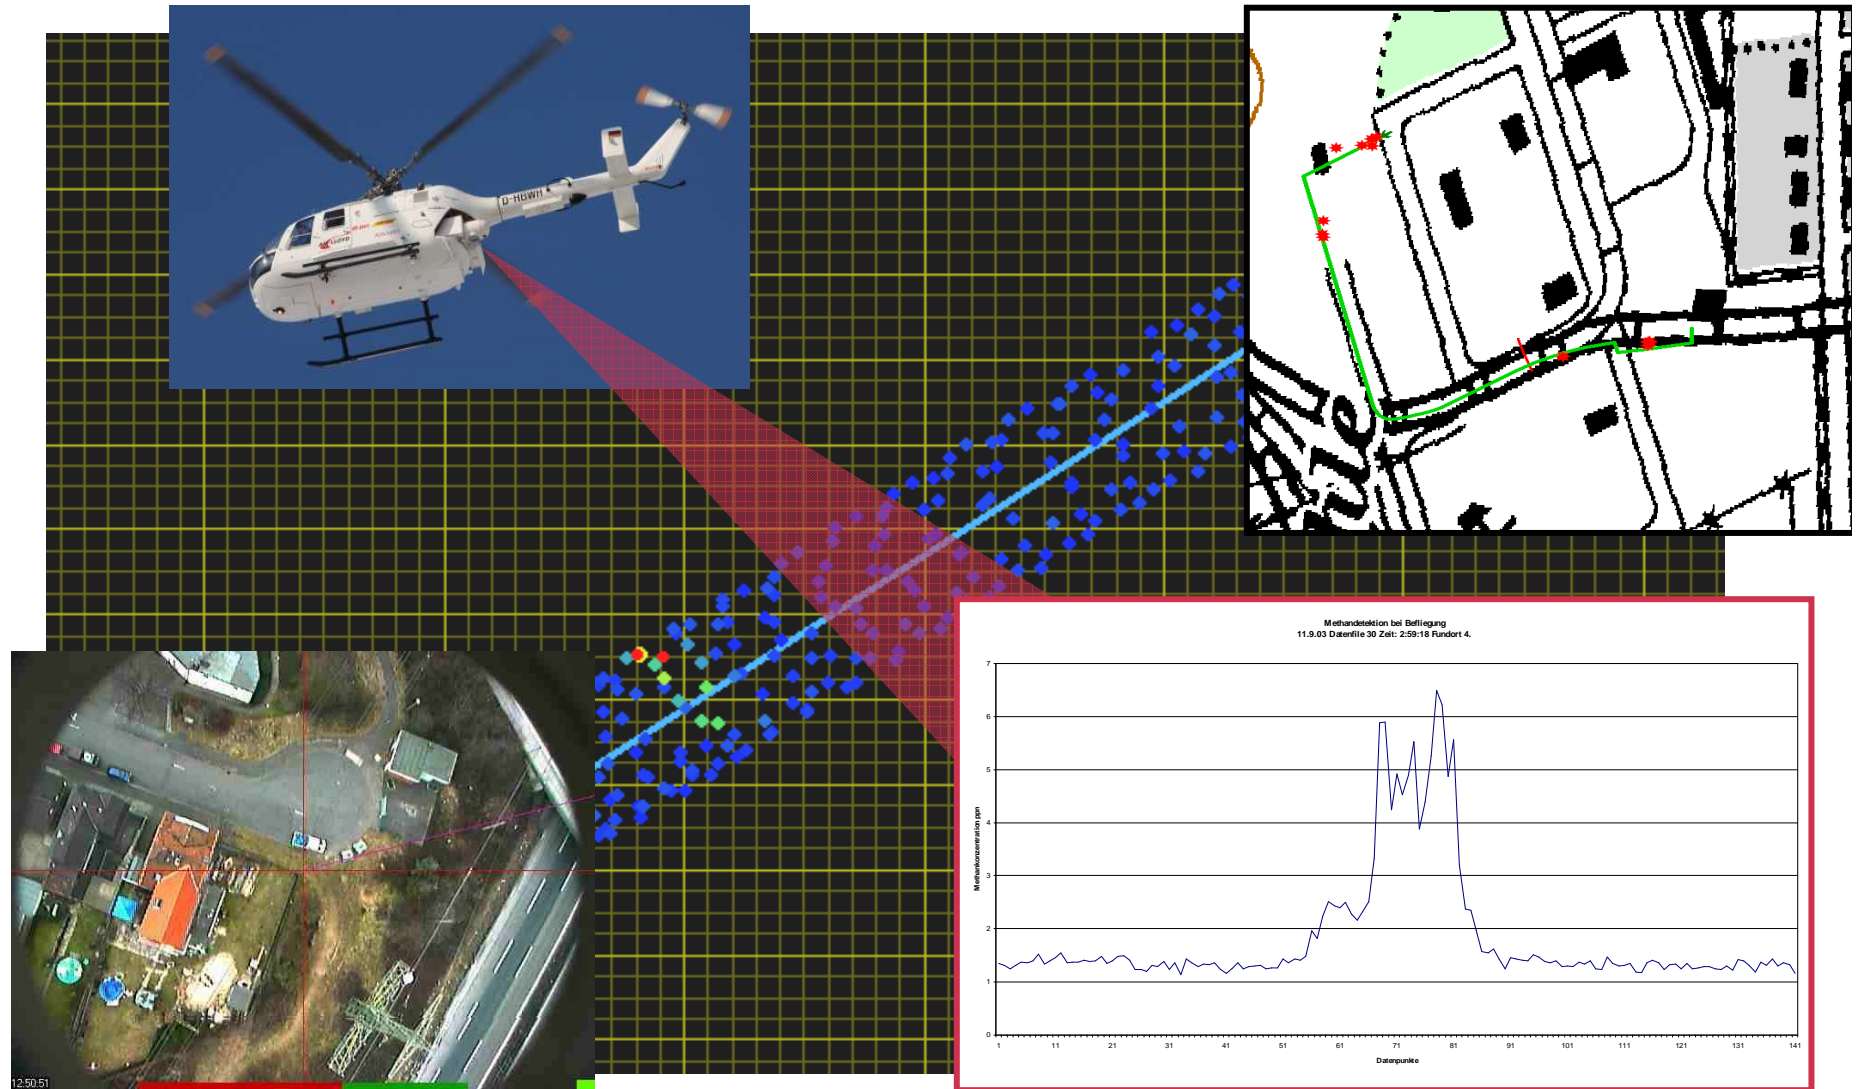 D-HBWH
Methandetektion bei Befliegung
11.9.03 Datenfile 30 Zeit: 2:59:18 Fundort 4.
Methankonzentration ppm
7
6
5
4
3
2
1
0
1 11 21 31 41 51 61 71 81 91 101 111 121 131 141
Datenpunkte
12:50:51